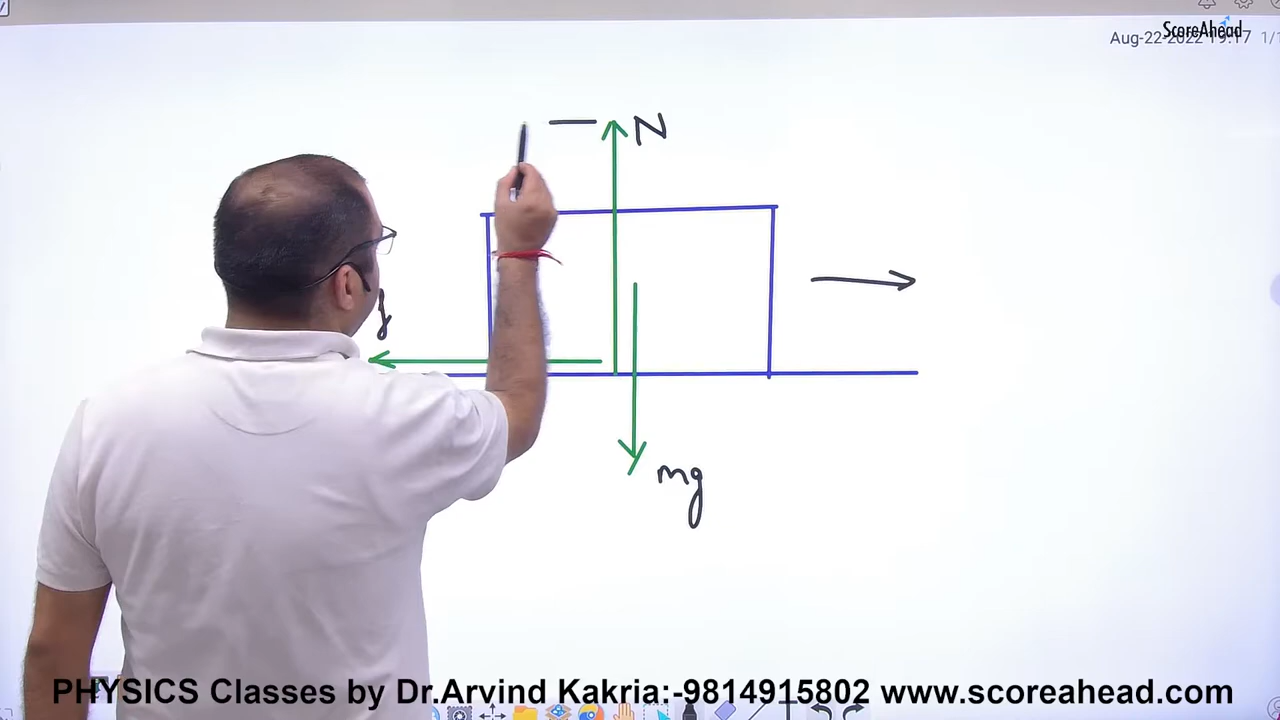 ScoreAhead
Aug-22-2022 19:17 1/1
N
f
mg
PHYSICS Classes by Dr.Arvind Kakria:-9814915802 www.scoreahead.com